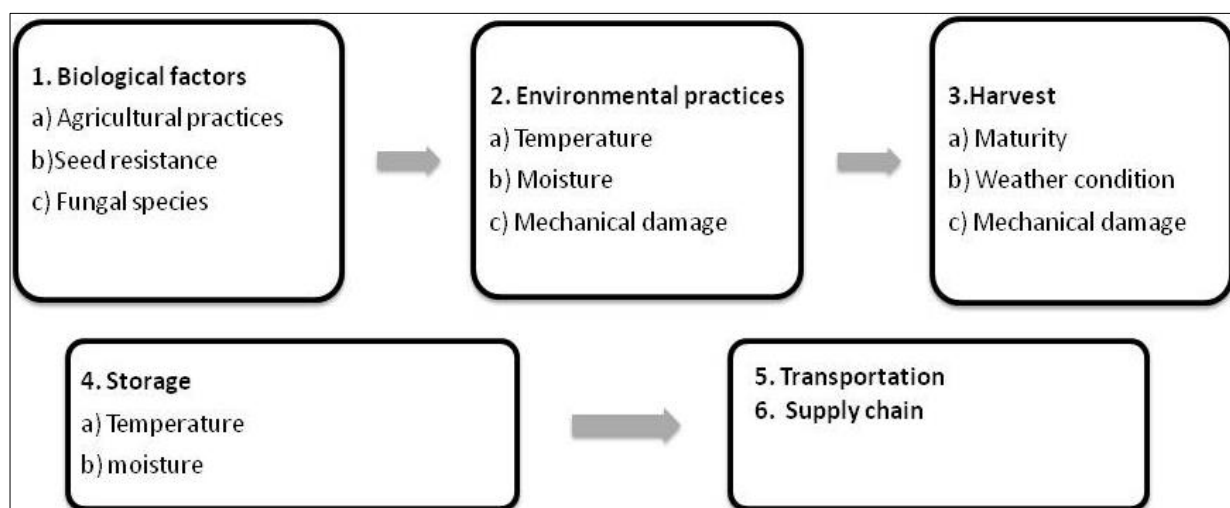 1. Biological factors
a) Agricultural practices
b)Seed resistance
c) Fungal species
2. Environmental practices
a) Temperature
b) Moisture
c) Mechanical damage
3.Harvest
a) Maturity
b) Weather condition
c) Mechanical damage
4. Storage
a) Temperature
b) moisture
5. Transportation
6. Supply chain